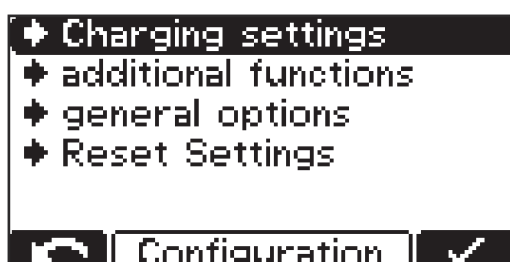 Charging settings
additional functions
general options
Reset Settings
Configuration